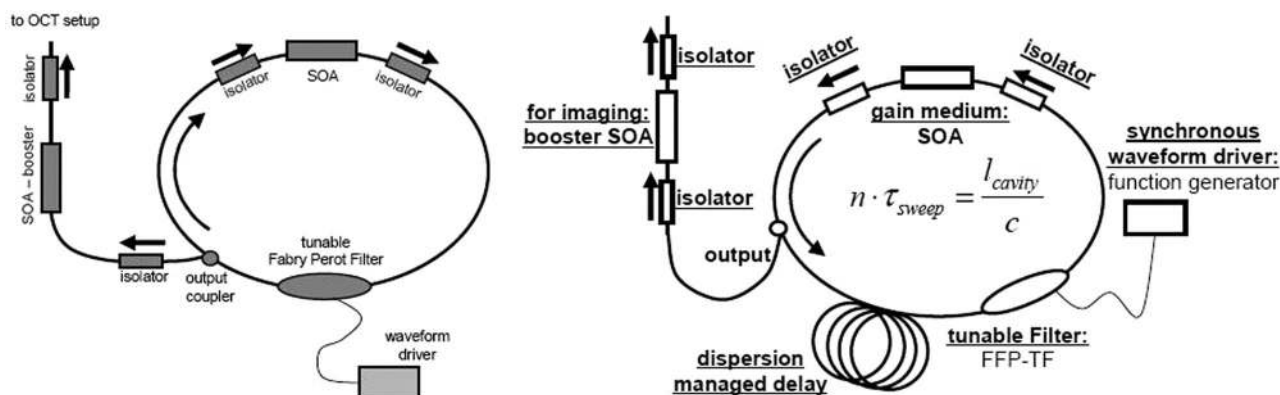 to OCT setup
isolator
SOA – booster
isolator
output
coupler
isolator
SOA
isolator
tunable
Fabry Perot Filter
waveform
driver
isolator
for imaging:
booster SOA
isolator
output
isolator
gain medium:
SOA
isolator
n · τsweep = lcavity / c
synchronous
waveform driver:
function generator
dispersion
managed delay
tunable Filter:
FFP-TF